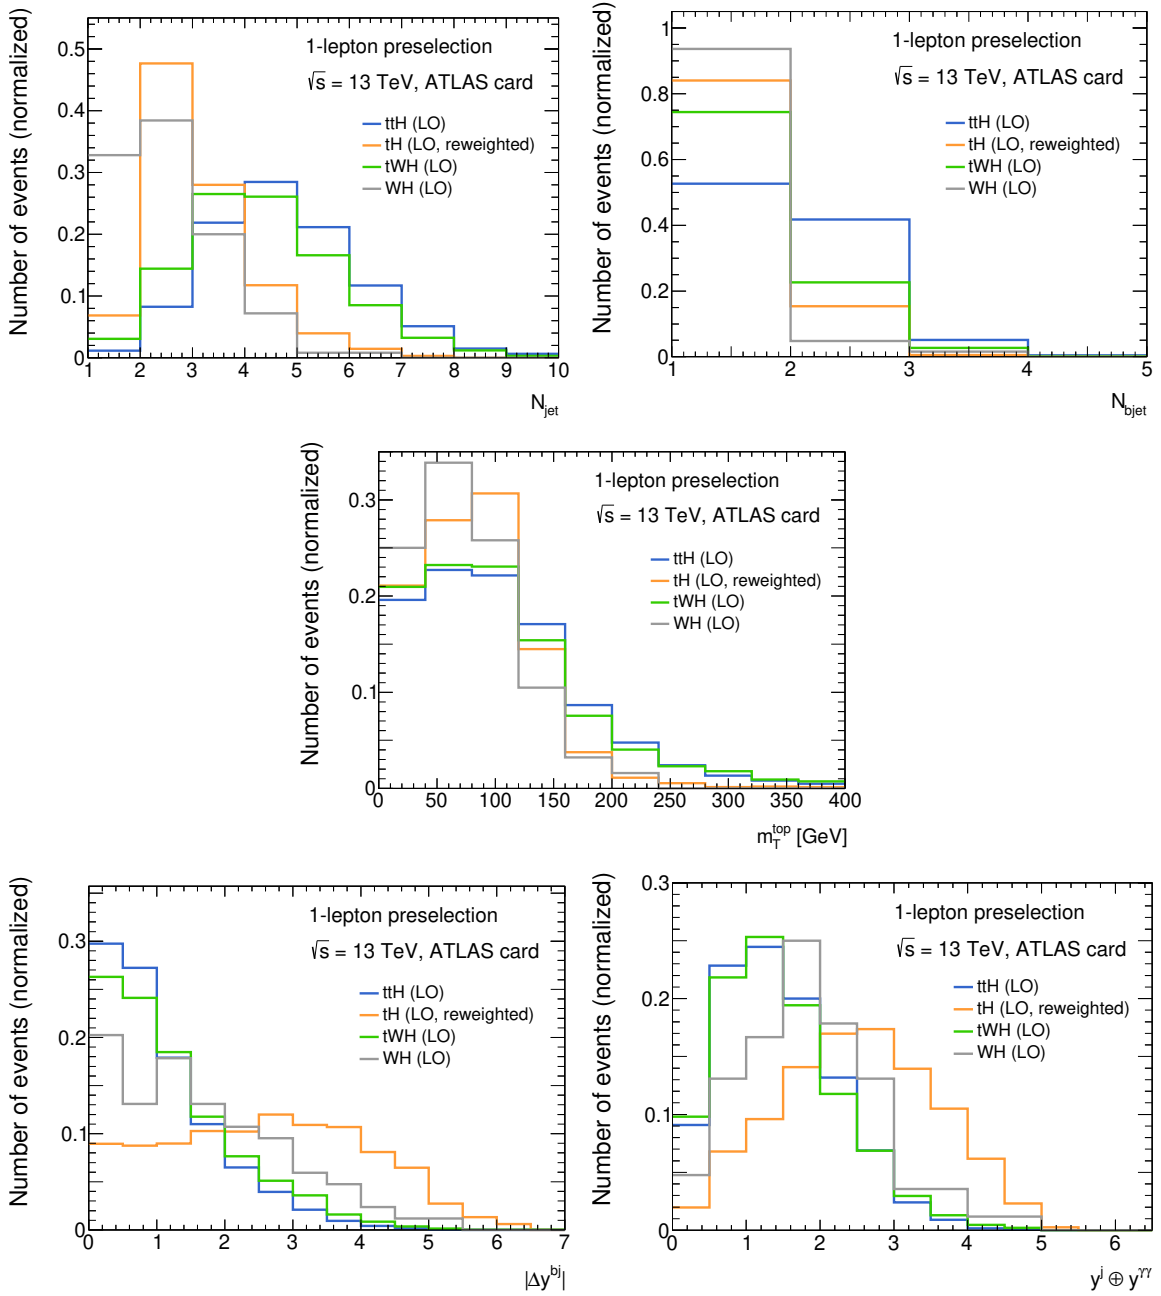 Number of events (normalized)
0.5
0.4
0.3
0.2
0.1
0
1-lepton preselection
√s = 13 TeV, ATLAS card
ttH (LO)
tH (LO, reweighted)
tWH (LO)
WH (LO)
1 2 3 4 5 6 7 8 9 10
N_jet
Number of events (normalized)
1
0.8
0.6
0.4
0.2
0
1-lepton preselection
√s = 13 TeV, ATLAS card
ttH (LO)
tH (LO, reweighted)
tWH (LO)
WH (LO)
1 2 3 4 5
N_bjet
Number of events (normalized)
0.3
0.2
0.1
0
1-lepton preselection
√s = 13 TeV, ATLAS card
ttH (LO)
tH (LO, reweighted)
tWH (LO)
WH (LO)
0 50 100 150 200 250 300 350 400
m_T^top [GeV]
Number of events (normalized)
0.3
0.2
0.1
0
1-lepton preselection
√s = 13 TeV, ATLAS card
ttH (LO)
tH (LO, reweighted)
tWH (LO)
WH (LO)
0 1 2 3 4 5 6 7
|Δy^bj|
Number of events (normalized)
0.3
0.2
0.1
0
1-lepton preselection
√s = 13 TeV, ATLAS card
ttH (LO)
tH (LO, reweighted)
tWH (LO)
WH (LO)
0 1 2 3 4 5 6
y^j ⊕ y^γγ